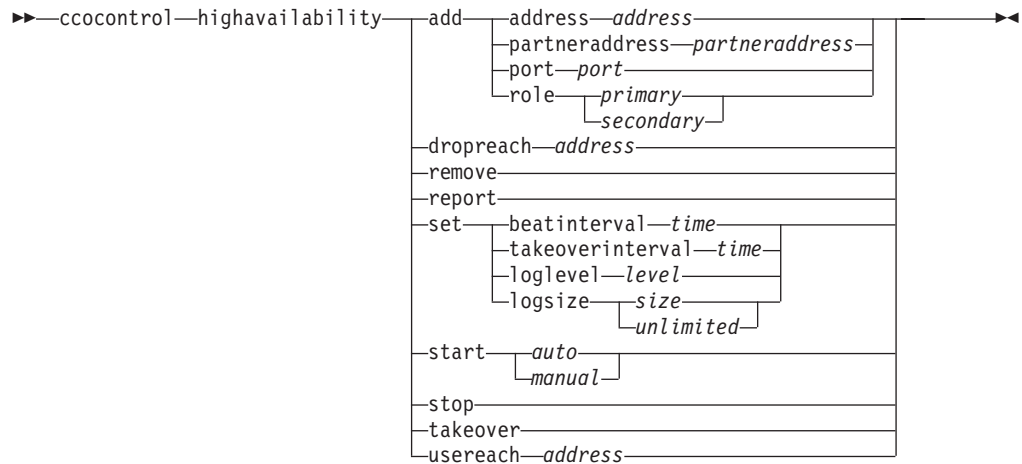 ccocontrol highavailability add address address
partneraddress partneraddress
port port
role primary
secondary
dropreach address
remove
report
set beatinterval time
takeoverinterval time
loglevel level
logsize size
unlimited
start auto
manual
stop
takeover
usereach address